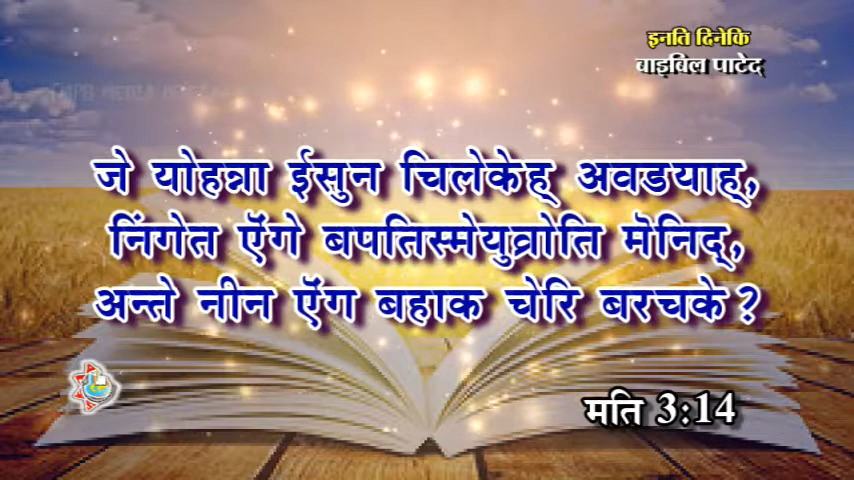 इनति दिनेकि
बाइबिल पाटेद्
जे योहन्ना ईसुन चिलेकेह् अवडयाह्,
निंगेत ऍंगे बपतिस्मेयुव्रोति मॆनिद्,
अन्ते नीन ऍंग बहाक चेरि बरचके?
मति 3:14